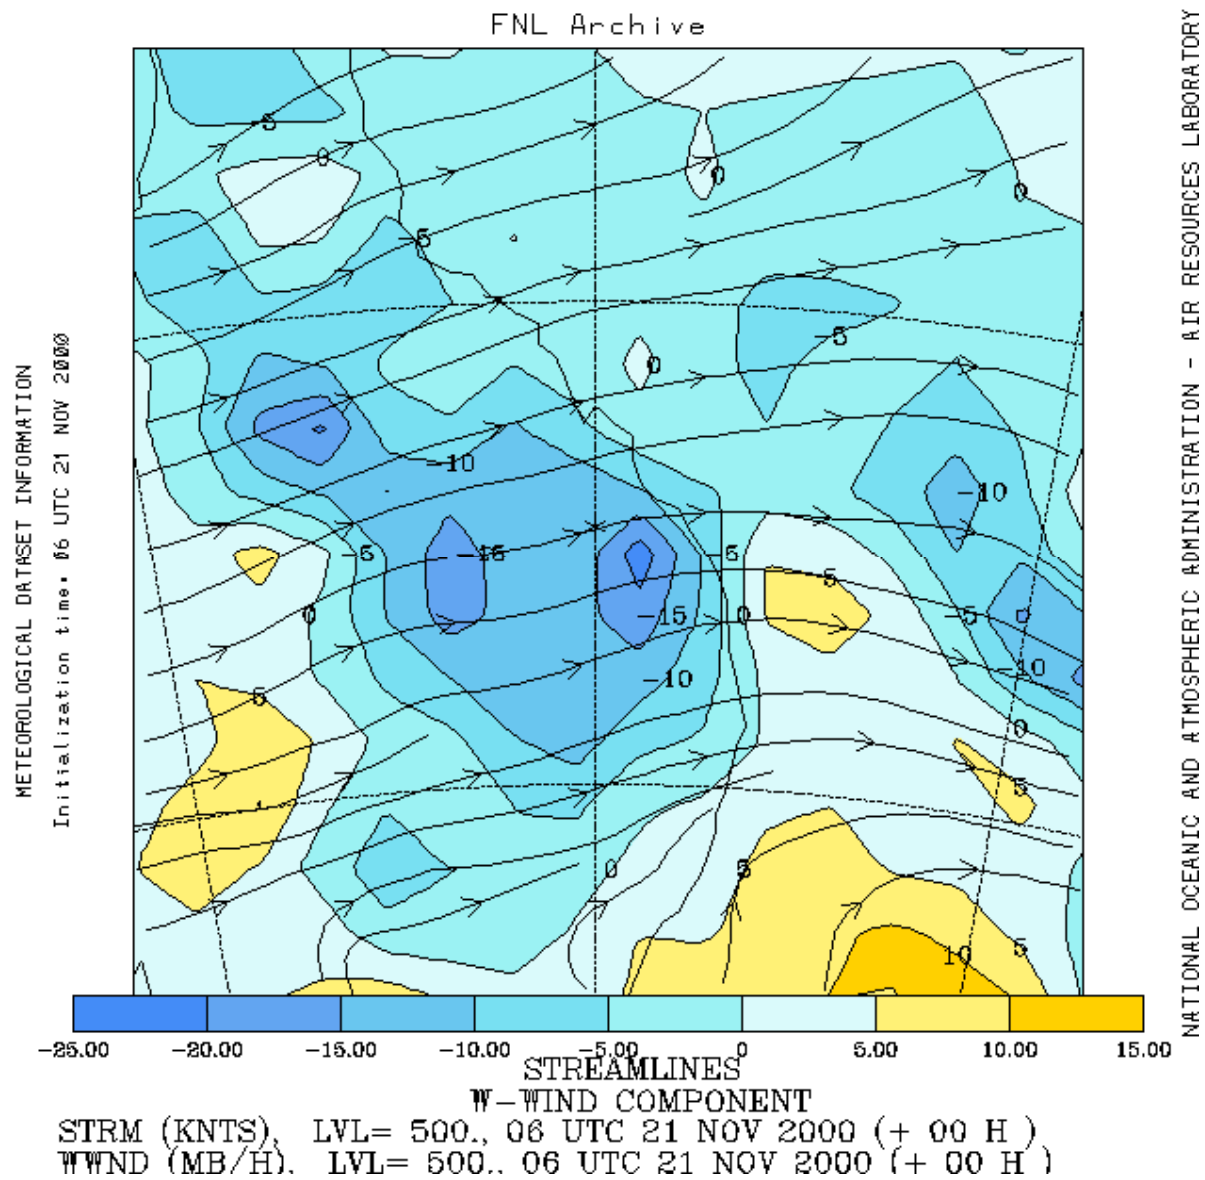 FNL Archive
METEOROLOGICAL DATASET INFORMATION
Initialization time: 06 UTC 21 NOV 2000
NATIONAL OCEANIC AND ATMOSPHERIC ADMINISTRATION - AIR RESOURCES LABORATORY
-5
0
0
0
-5
-5
0
-10
-10
-5
-15
-5
5
0
-15
0
-5
-10
-10
5
0
5
0
5
10
5
-25.00 -20.00 -15.00 -10.00 -5.00 0 5.00 10.00 15.00
STREAMLINES
W-WIND COMPONENT
STRM (KNTS), LVL= 500., 06 UTC 21 NOV 2000 (+ 00 H )
WWND (MB/H), LVL= 500., 06 UTC 21 NOV 2000 (+ 00 H )